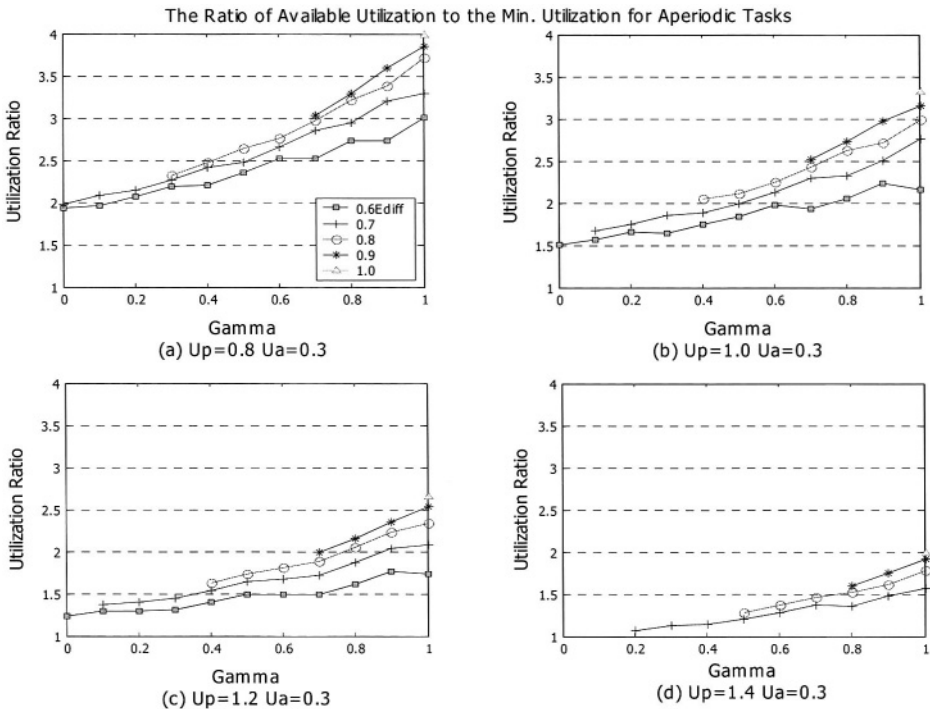 The Ratio of Available Utilization to the Min. Utilization for Aperiodic Tasks
4
3.5
3
2.5
2
1.5
1
Utilization Ratio
0.6Ediff
0.7
0.8
0.9
1.0
0 0.2 0.4 0.6 0.8 1
Gamma
(a) Up=0.8 Ua=0.3
4
3.5
3
2.5
2
1.5
1
Utilization Ratio
0 0.2 0.4 0.6 0.8 1
Gamma
(b) Up=1.0 Ua=0.3
4
3.5
3
2.5
2
1.5
1
Utilization Ratio
0 0.2 0.4 0.6 0.8 1
Gamma
(c) Up=1.2 Ua=0.3
4
3.5
3
2.5
2
1.5
1
Utilization Ratio
0 0.2 0.4 0.6 0.8 1
Gamma
(d) Up=1.4 Ua=0.3